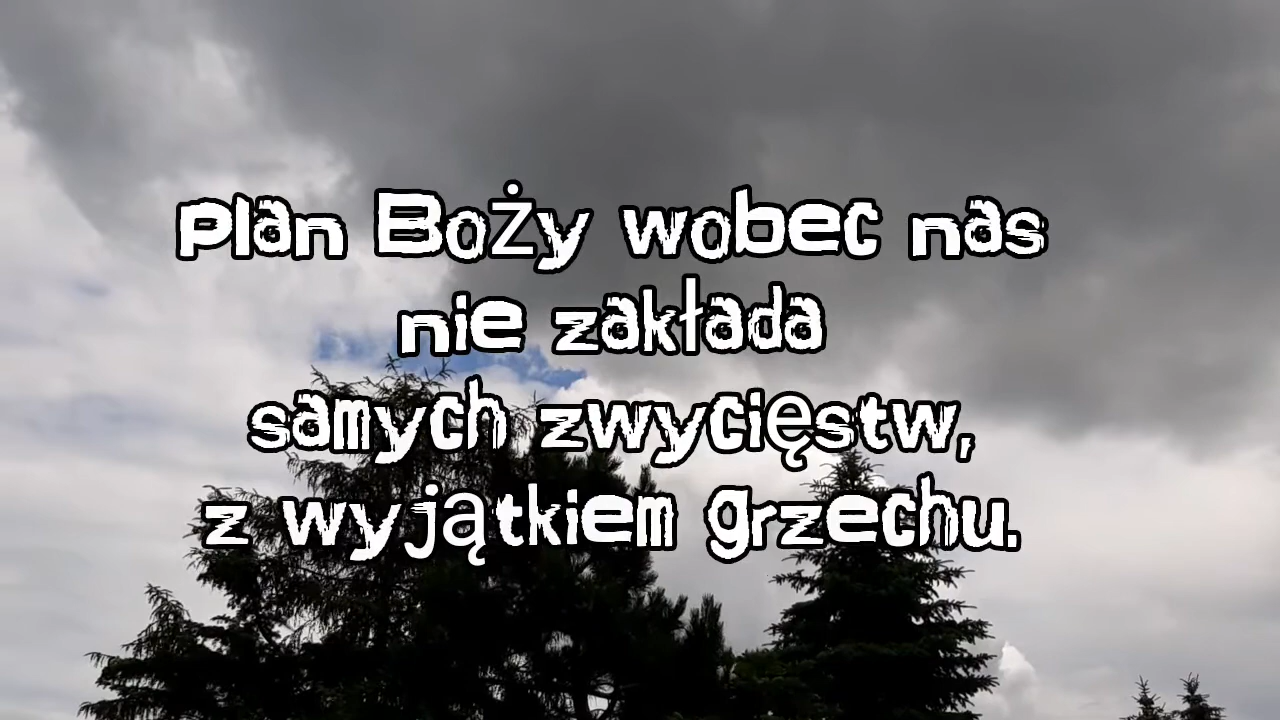 Plan Boży wobec nas
nie zakłada
samych zwycięstw,
z wyjątkiem grzechu.